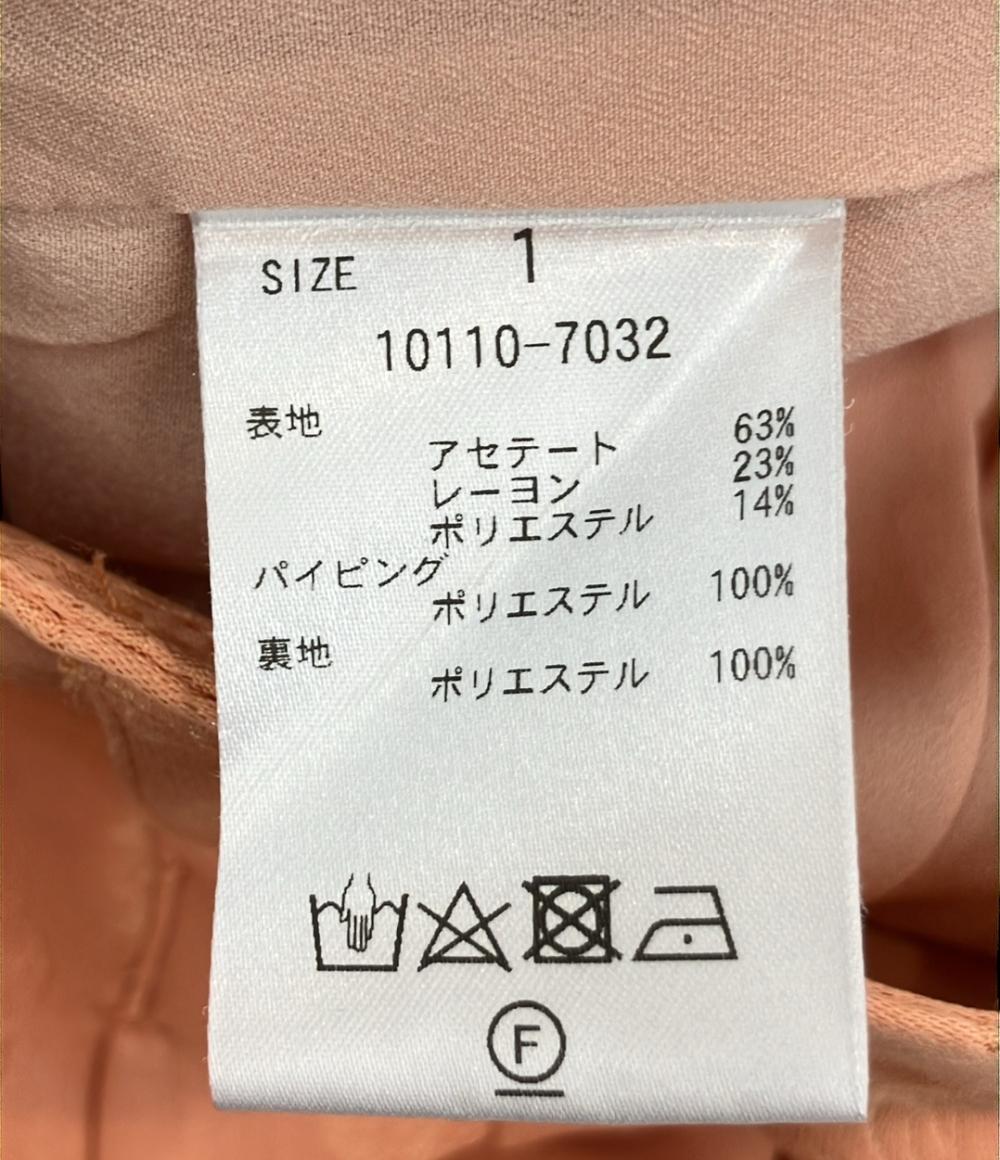 SIZE 1
10110-7032
表地
アセテート 63%
レーヨン 23%
ポリエステル 14%
パイピング
ポリエステル 100%
裏地
ポリエステル 100%
F